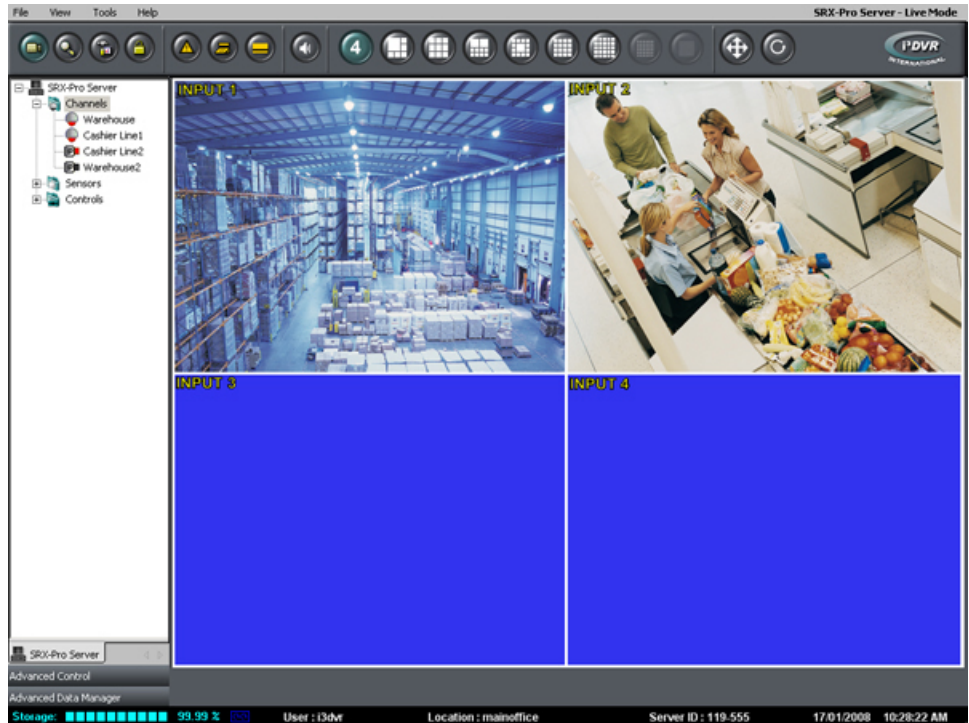 File View Tools Help SRX-Pro Server - Live Mode
4
i³DVR
INTERNATIONAL
SRX-Pro Server
Channels
Warehouse
Cashier Line1
Cashier Line2
Warehouse2
Sensors
Controls
INPUT 1
INPUT 2
INPUT 3
INPUT 4
SRX-Pro Server
Advanced Control
Advanced Data Manager
Storage: 99.99 % User : i3dvr Location : mainoffice Server ID : 119-555 17/01/2008 10:28:22 AM